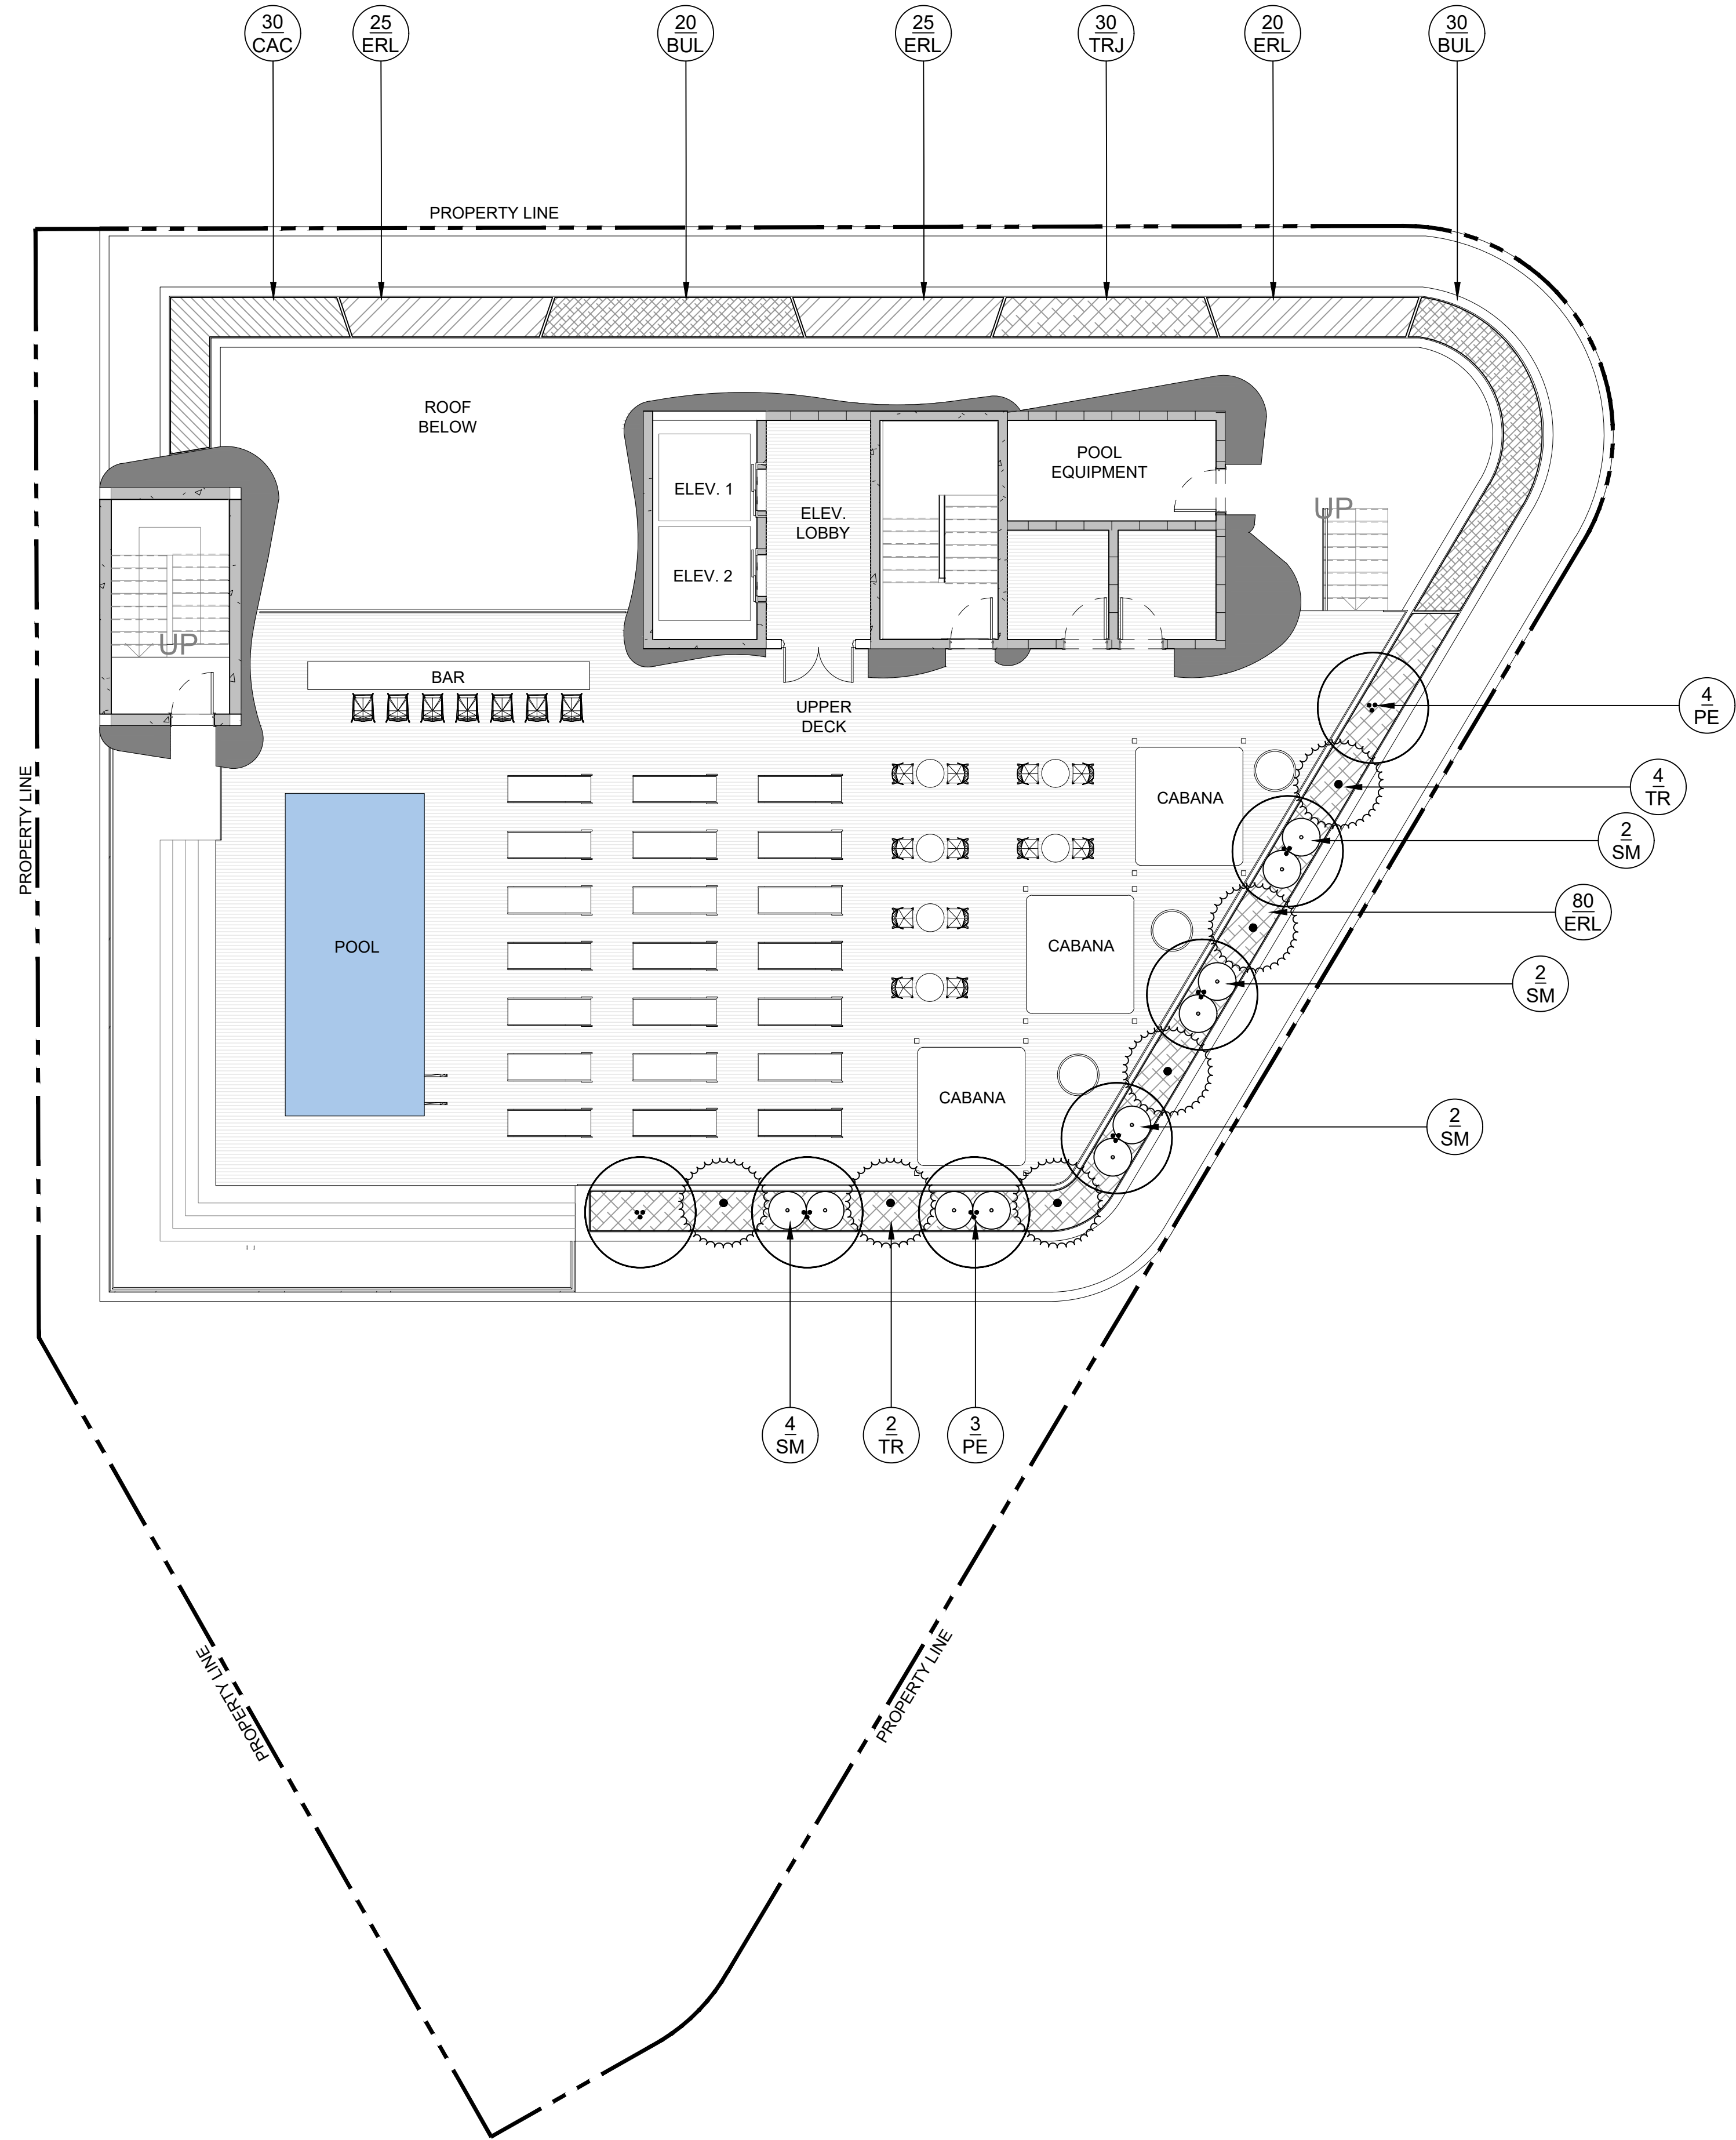 30
CAC
25
ERL
20
BUL
25
ERL
30
TRJ
20
ERL
30
BUL
PROPERTY LINE
ROOF
BELOW
ELEV. 1
ELEV. 2
ELEV.
LOBBY
POOL
EQUIPMENT
UP
UP
BAR
UPPER
DECK
4
PE
4
TR
2
SM
80
ERL
2
SM
2
SM
PROPERTY LINE
CABANA
CABANA
CABANA
POOL
4
SM
2
TR
3
PE
PROPERTY LINE
PROPERTY LINE